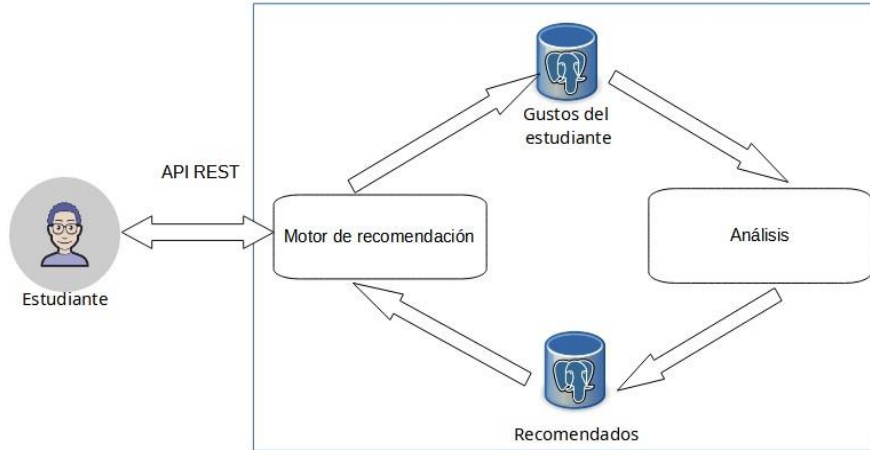 Gustos del
estudiante
API REST
Motor de recomendación
Análisis
Estudiante
Recomendados